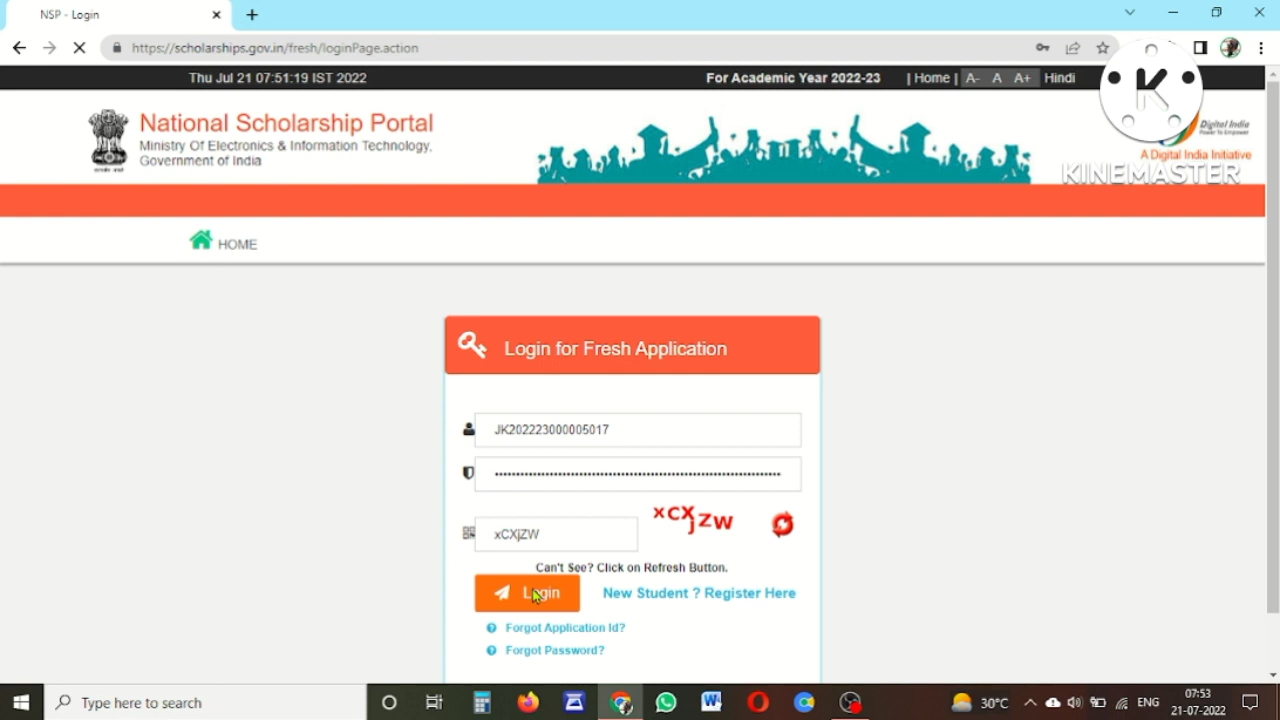 NSP - Login
https://scholarships.gov.in/fresh/loginPage.action
Thu Jul 21 07:51:19 IST 2022
For Academic Year 2022-23 | Home | A- A A+ Hindi
K
National Scholarship Portal
Ministry Of Electronics & Information Technology,
Government of India
Digital India
Power To Empower
A Digital India Initiative
KINEMASTER
HOME
Login for Fresh Application
JK202223000005017
xCXjZW
xCXjZW
Can't See? Click on Refresh Button.
Login
New Student ? Register Here
Forgot Application Id?
Forgot Password?
Type here to search
30°C
ENG
07:53
21-07-2022